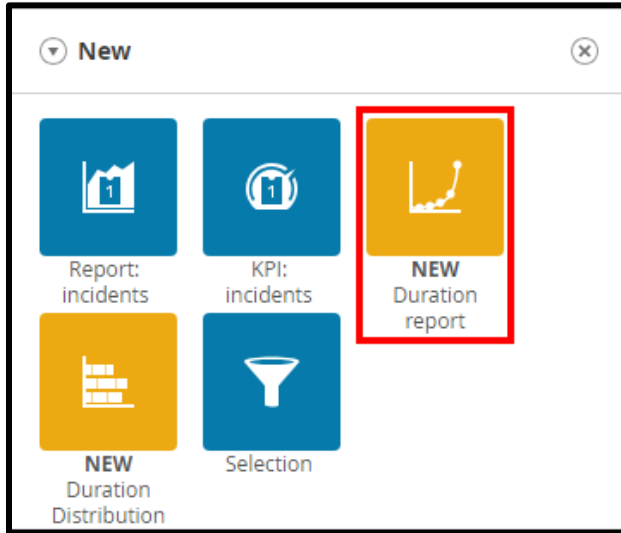 New
1
Report:
incidents
1
KPI:
incidents
NEW
Duration
report
NEW
Duration
Distribution
Selection